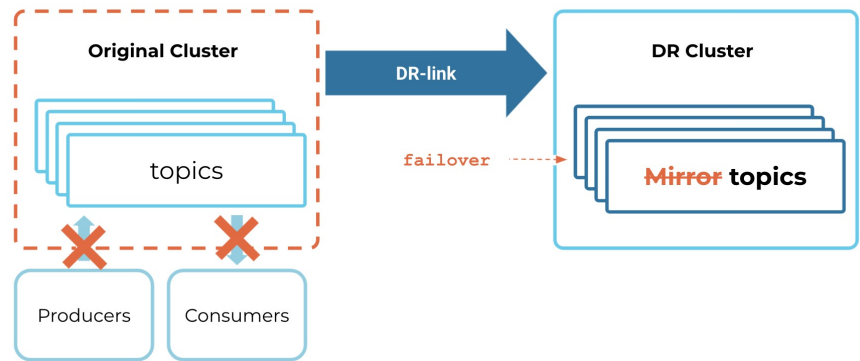 Original Cluster
DR-link
DR Cluster
topics
failover
Mirror topics
Producers
Consumers